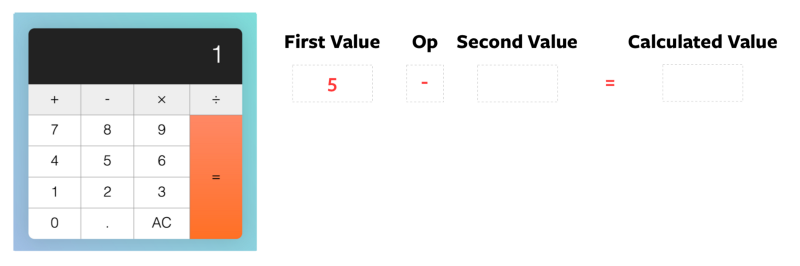 1
+ - × ÷
7 8 9
4 5 6
=
1 2 3
0 . AC
First Value Op Second Value Calculated Value
5 - =